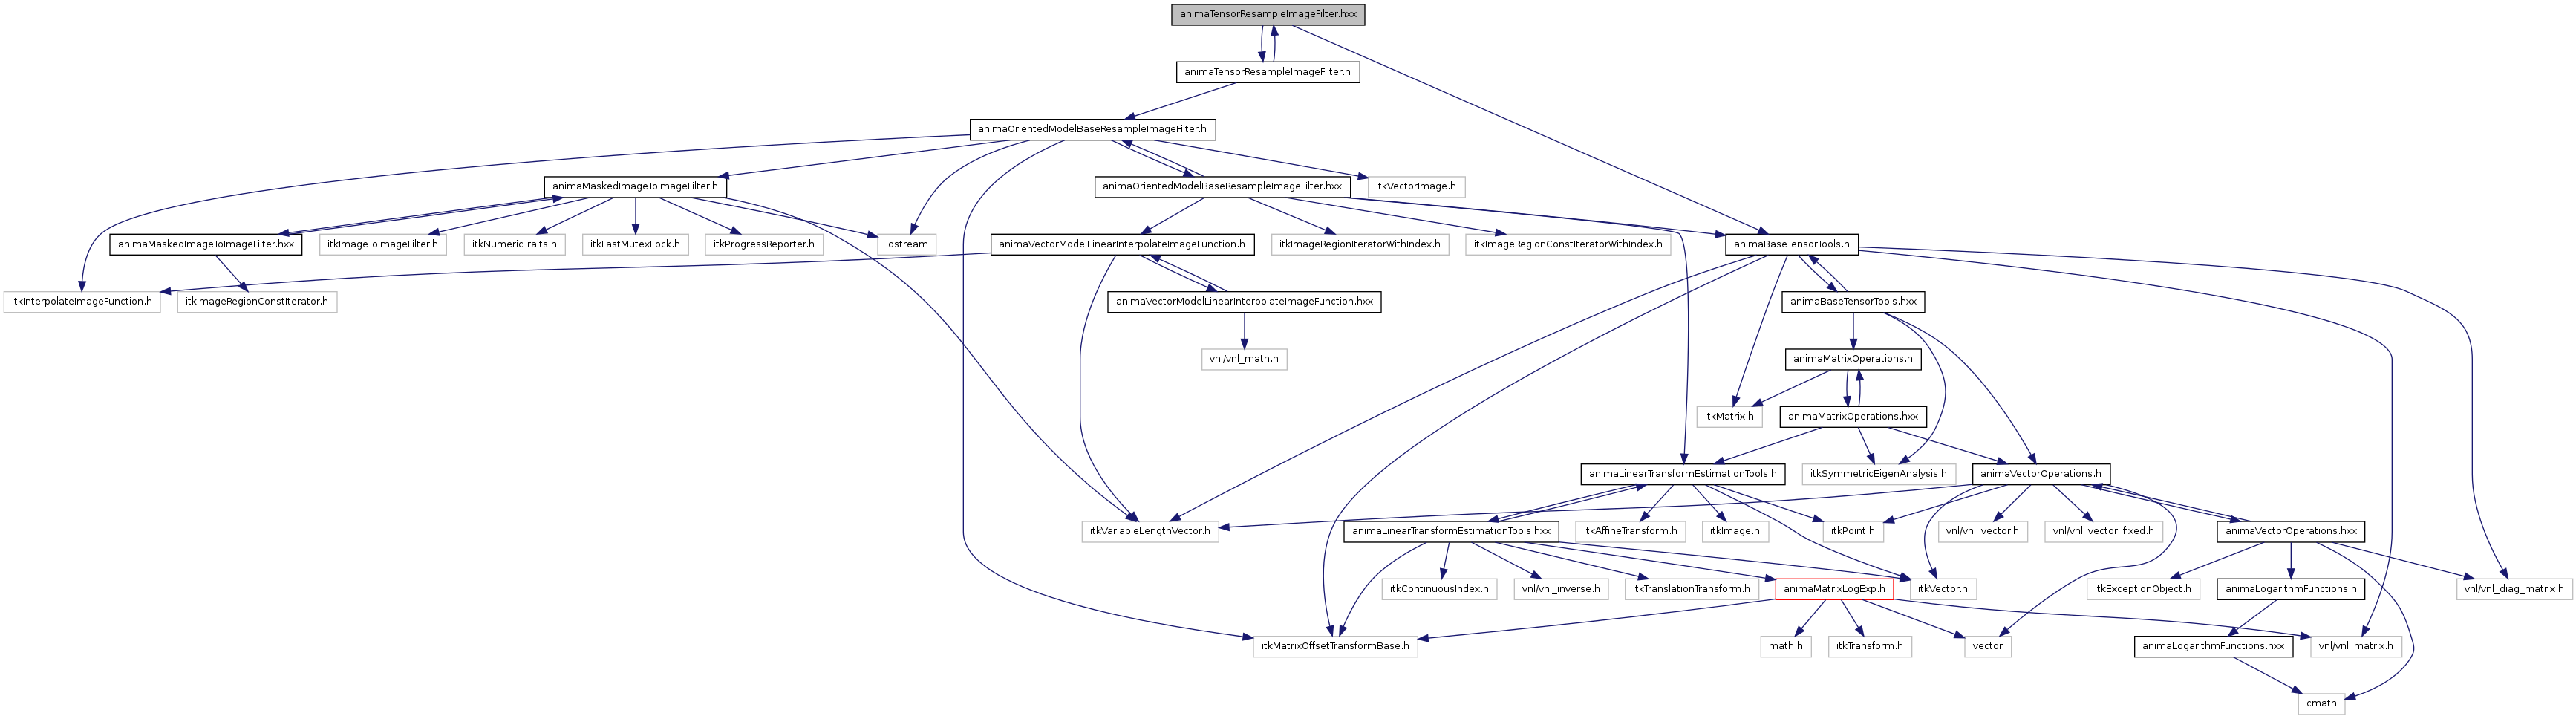 animaTensorResampleImageFilter.hxx
animaTensorResampleImageFilter.h
animaOrientedModelBaseResampleImageFilter.h
animaMaskedImageToImageFilter.h
animaOrientedModelBaseResampleImageFilter.hxx
itkVectorImage.h
animaMaskedImageToImageFilter.hxx
itkImageToImageFilter.h
itkNumericTraits.h
itkFastMutexLock.h
itkProgressReporter.h
iostream
animaVectorModelLinearInterpolateImageFunction.h
itkImageRegionIteratorWithIndex.h
itkImageRegionConstIteratorWithIndex.h
animaBaseTensorTools.h
itkInterpolateImageFunction.h
itkImageRegionConstIterator.h
animaVectorModelLinearInterpolateImageFunction.hxx
animaBaseTensorTools.hxx
vnl/vnl_math.h
animaMatrixOperations.h
itkMatrix.h
animaMatrixOperations.hxx
animaLinearTransformEstimationTools.h
itkSymmetricEigenAnalysis.h
animaVectorOperations.h
itkVariableLengthVector.h
animaLinearTransformEstimationTools.hxx
itkAffineTransform.h
itkImage.h
itkPoint.h
vnl/vnl_vector.h
vnl/vnl_vector_fixed.h
animaVectorOperations.hxx
itkContinuousIndex.h
vnl/vnl_inverse.h
itkTranslationTransform.h
animaMatrixLogExp.h
itkVector.h
itkExceptionObject.h
animaLogarithmFunctions.h
vnl/vnl_diag_matrix.h
itkMatrixOffsetTransformBase.h
math.h
itkTransform.h
vector
animaLogarithmFunctions.hxx
vnl/vnl_matrix.h
cmath